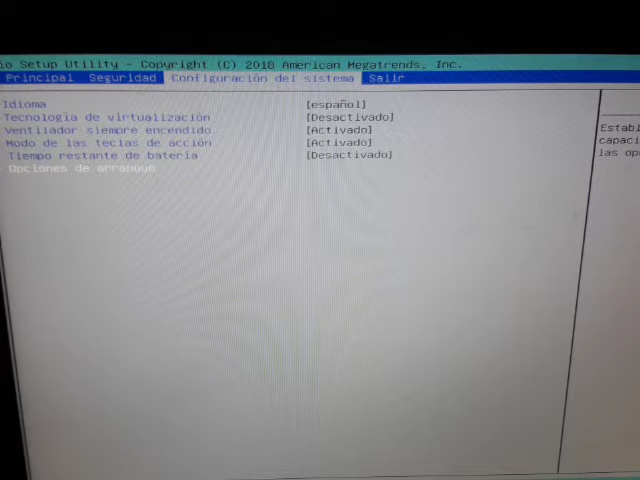 io Setup Utility - Copyright (C) 2018 American Megatrends, Inc.
Principal Seguridad Configuración del sistema Salir
Idioma [español]
Tecnología de virtualización [Desactivado]
Ventilador siempre encendido [Activado]
Modo de las teclas de acción [Activado]
Tiempo restante de batería [Desactivado]
Opciones de arranque
Establ
capaci
las op